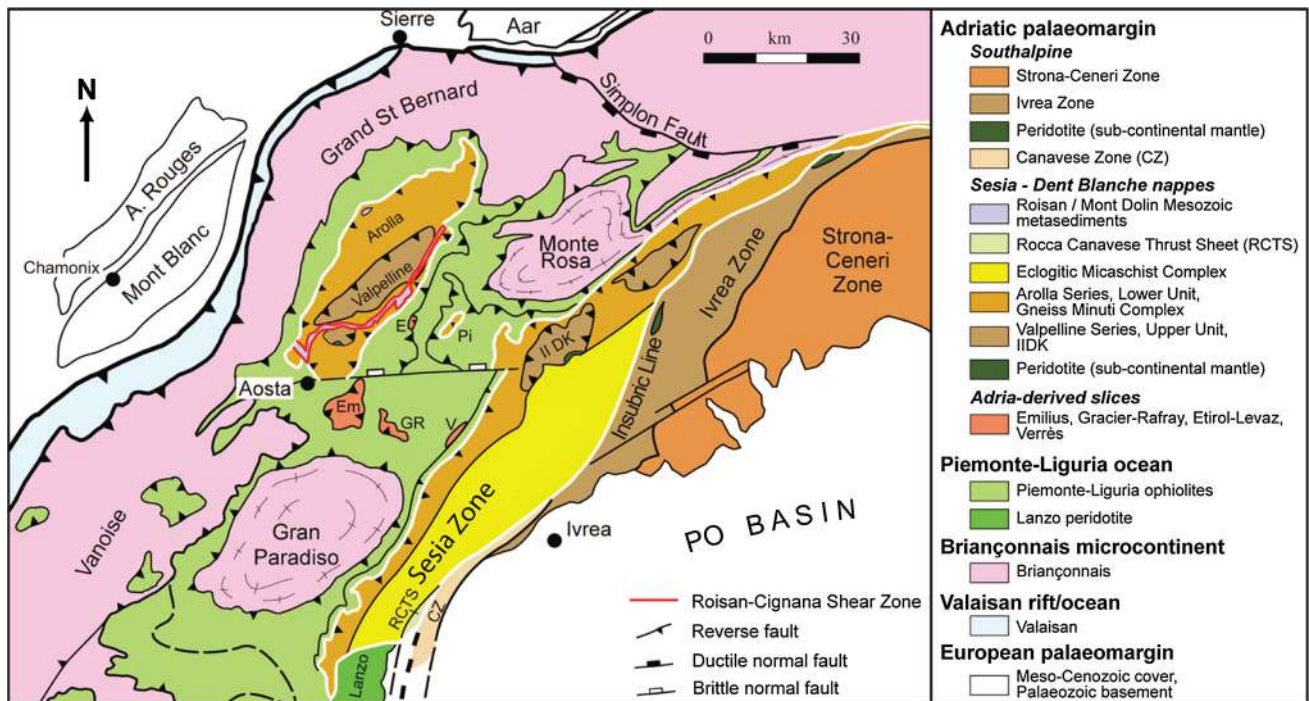 Sierre
Aar
0 30
km
N
A. Rouges
Chamonix
Mont Blanc
Grand St Bernard
Simplon Fault
Arolla
Valpelline
Monte
Rosa
Strona-
Ceneri
Zone
Ivrea Zone
E
Pi
II DK
Insubric Line
Aosta
Em
GR
V
Vanoise
Gran
Paradiso
Sesia Zone
RCTS
CZ
Lanzo
Ivrea
PO BASIN
Roisan-Cignana Shear Zone
Reverse fault
Ductile normal fault
Brittle normal fault
Adriatic palaeomargin
Southalpine
Strona-Ceneri Zone
Ivrea Zone
Peridotite (sub-continental mantle)
Canavese Zone (CZ)
Sesia - Dent Blanche nappes
Roisan / Mont Dolin Mesozoic
metasediments
Rocca Canavese Thrust Sheet (RCTS)
Eclogitic Micaschist Complex
Arolla Series, Lower Unit,
Gneiss Minuti Complex
Valpelline Series, Upper Unit,
IIDK
Peridotite (sub-continental mantle)
Adria-derived slices
Emilius, Gracier-Rafray, Etirol-Levaz,
Verrès
Piemonte-Liguria ocean
Piemonte-Liguria ophiolites
Lanzo peridotite
Briançonnais microcontinent
Briançonnais
Valaisan rift/ocean
Valaisan
European palaeomargin
Meso-Cenozoic cover,
Palaeozoic basement